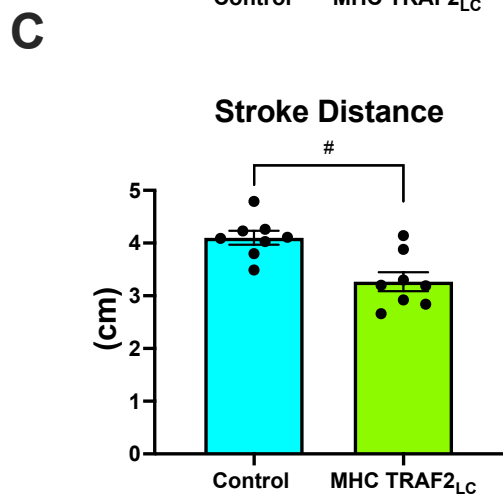 Control MHC TRAF2LC
C
Stroke Distance
#
5
4
3
2
1
0
(cm)
Control MHC TRAF2LC